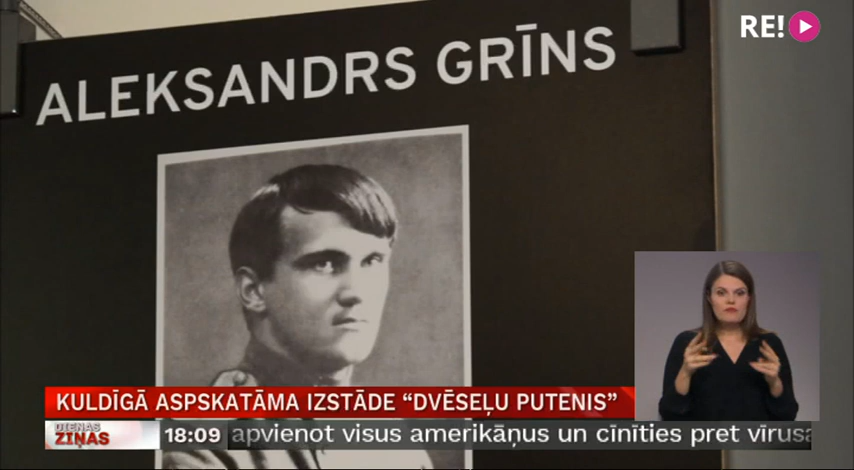 RE!
ALEKSANDRS GRĪNS
KULDĪGĀ ASPSKATĀMA IZSTĀDE “DVĒSEĻU PUTENIS”
DIENAS
ZIŅAS
18:09 apvienot visus amerikāņus un cīnīties pret vīrusa